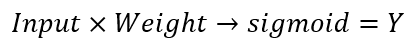 Input × Weight → sigmoid = Y